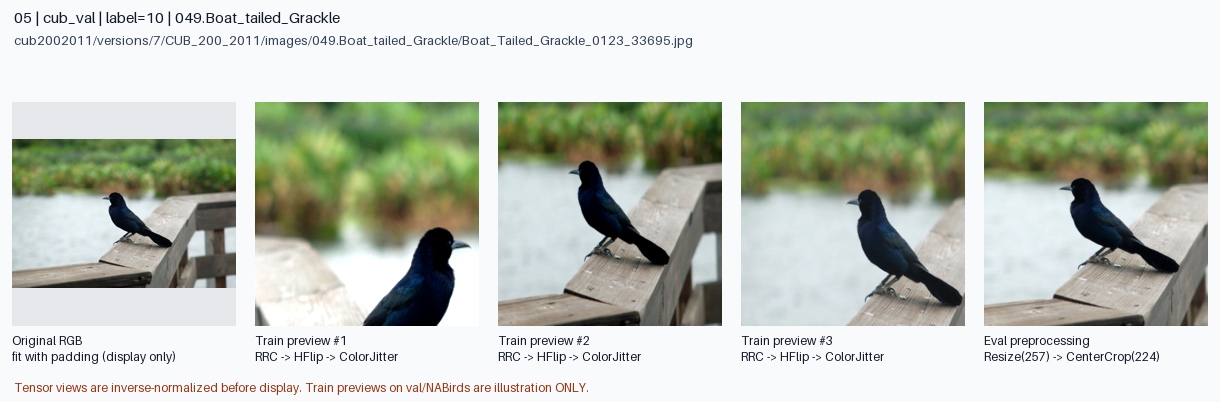 05 | cub_val | label=10 | 049.Boat_tailed_Grackle
cub2002011/versions/7/CUB_200_2011/images/049.Boat_tailed_Grackle/Boat_Tailed_Grackle_0123_33695.jpg
Original RGB
fit with padding (display only)
Train preview #1
RRC -> HFlip -> ColorJitter
Train preview #2
RRC -> HFlip -> ColorJitter
Train preview #3
RRC -> HFlip -> ColorJitter
Eval preprocessing
Resize(257) -> CenterCrop(224)
Tensor views are inverse-normalized before display. Train previews on val/NABirds are illustration ONLY.